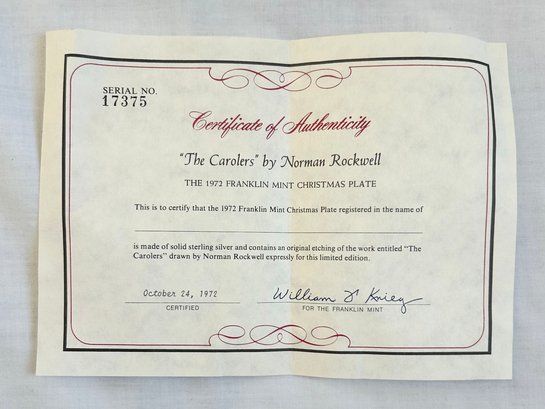 SERIAL NO.
17375
Certificate of Authenticity
"The Carolers" by Norman Rockwell
THE 1972 FRANKLIN MINT CHRISTMAS PLATE
This is to certify that the 1972 Franklin Mint Christmas Plate registered in the name of
is made of solid sterling silver and contains an original etching of the work entitled "The
Carolers" drawn by Norman Rockwell expressly for this limited edition.
October 24, 1972
CERTIFIED
William F Krieg
FOR THE FRANKLIN MINT